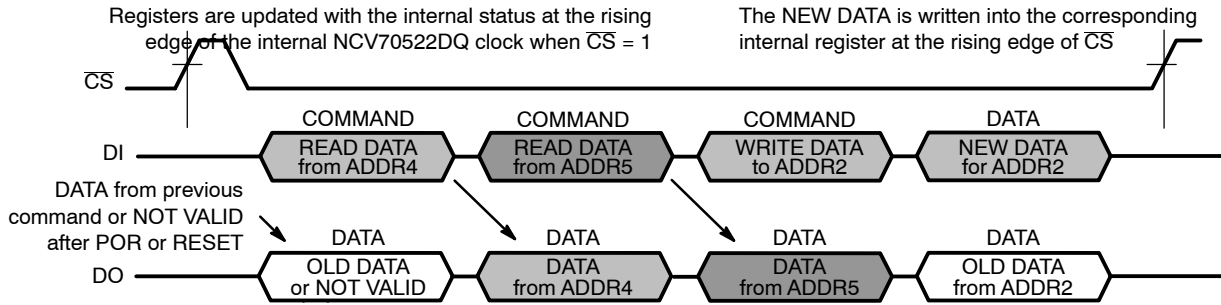 Registers are updated with the internal status at the rising
edge of the internal NCV70522DQ clock when C̅S̅ = 1
The NEW DATA is written into the corresponding
internal register at the rising edge of C̅S̅
C̅S̅
COMMAND
COMMAND
COMMAND
DATA
DI
READ DATA
from ADDR4
READ DATA
from ADDR5
WRITE DATA
to ADDR2
NEW DATA
for ADDR2
DATA from previous
command or NOT VALID
after POR or RESET
DATA
DATA
DATA
DATA
DO
OLD DATA
or NOT VALID
DATA
from ADDR4
DATA
from ADDR5
OLD DATA
from ADDR2